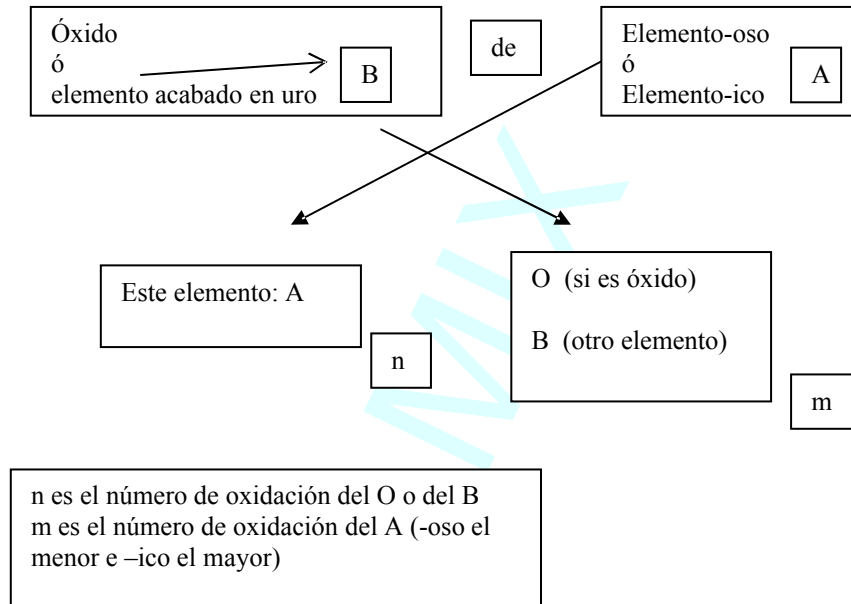 Óxido
ó
elemento acabado en uro
B
de
Elemento-oso
ó
Elemento-ico
A
Este elemento: A
n
O (si es óxido)
B (otro elemento)
m
MIX
n es el número de oxidación del O o del B
m es el número de oxidación del A (-oso el
menor e –ico el mayor)